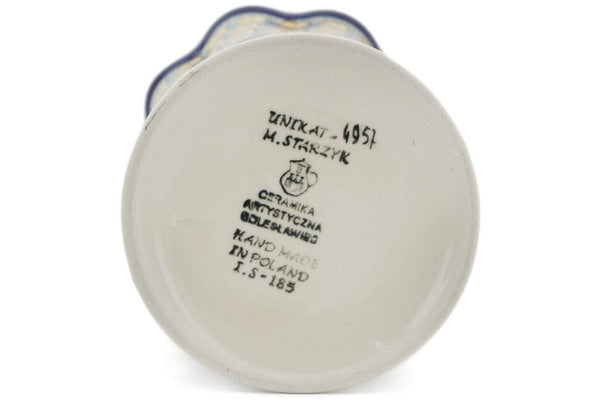 UNIKAT - 4957
M. STARZYK
CERAMIKA
ARTYSTYCZNA
BOLESŁAWIEC
HAND MADE
IN POLAND
I.S-185